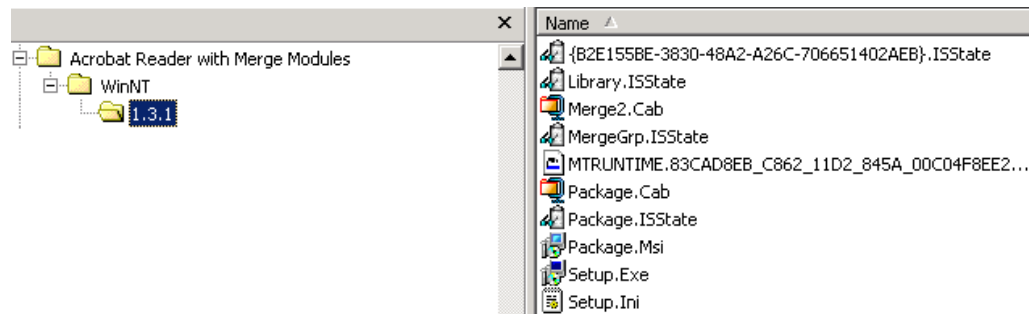 Acrobat Reader with Merge Modules
WinNT
1.3.1
Name
{B2E155BE-3830-48A2-A26C-706651402AEB}.ISState
Library.ISState
Merge2.Cab
MergeGrp.ISState
MTRUNTIME.83CAD8EB_C862_11D2_845A_00C04F8EE2...
Package.Cab
Package.ISState
Package.Msi
Setup.Exe
Setup.Ini